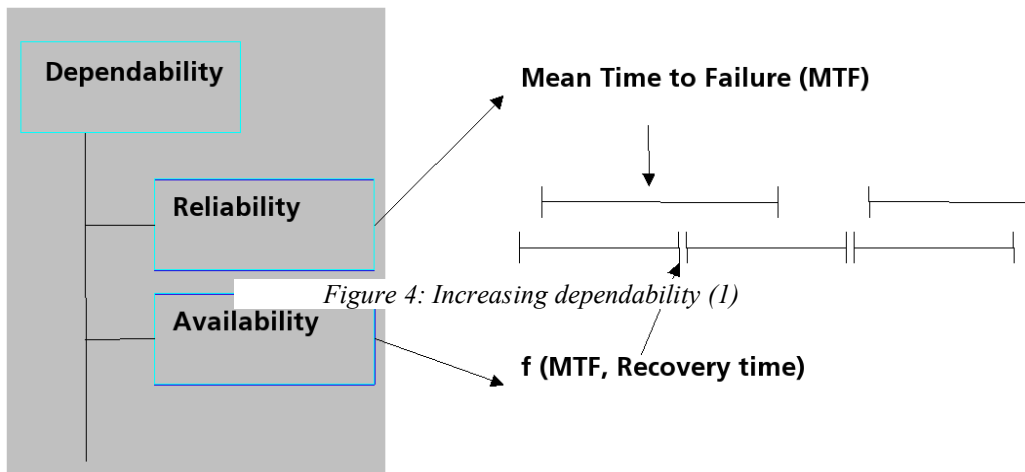 Dependability
Mean Time to Failure (MTF)
Reliability
Figure 4: Increasing dependability (1)
Availability
f (MTF, Recovery time)